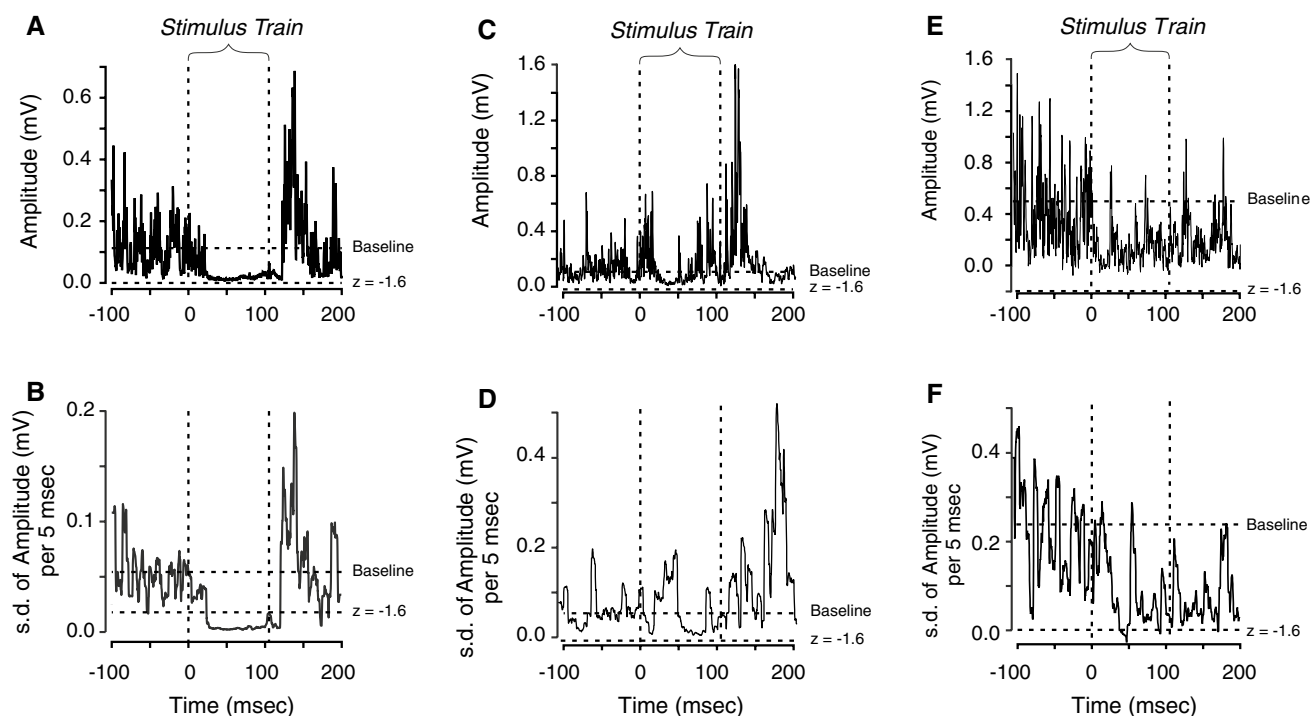 A
Stimulus Train
Amplitude (mV)
0.6
0.4
0.2
0.0
Baseline
z = -1.6
-100
0
100
200
C
Stimulus Train
Amplitude (mV)
1.6
1.2
0.8
0.4
0.0
Baseline
z = -1.6
-100
0
100
200
E
Stimulus Train
Amplitude (mV)
1.6
1.2
0.8
0.4
0.0
Baseline
z = -1.6
-100
0
100
200
B
s.d. of Amplitude (mV)
per 5 msec
0.2
0.1
0.0
Baseline
z = -1.6
-100
0
100
200
Time (msec)
D
s.d. of Amplitude (mV)
per 5 msec
0.4
0.2
0.0
Baseline
z = -1.6
-100
0
100
200
Time (msec)
F
s.d. of Amplitude (mV)
per 5 msec
0.4
0.2
0.0
Baseline
z = -1.6
-100
0
100
200
Time (msec)